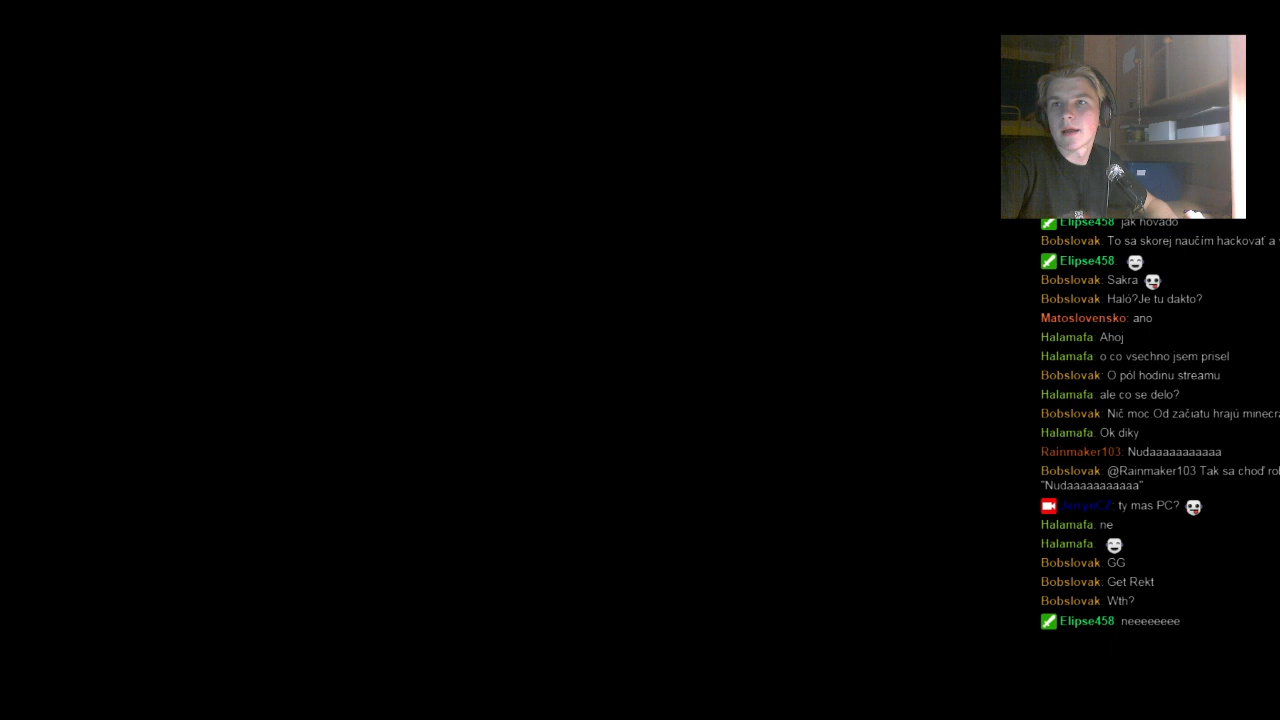 Elipse458: jak hovado
Bobslovak: To sa skorej naučim hackovať a
Elipse458:
Bobslovak: Sakra
Bobslovak: Haló?Je tu dakto?
Matoslovensko: ano
Halamafa: Ahoj
Halamafa: o co vsechno jsem prisel
Bobslovak: O pól hodinu streamu
Halamafa: ale co se delo?
Bobslovak: Nič moc.Od začiatu hrajú minecr
Halamafa: Ok diky
Rainmaker103: Nudaaaaaaaaaaa
Bobslovak: @Rainmaker103 Tak sa choď ro
"Nudaaaaaaaaaaa"
: ty mas PC?
Halamafa: ne
Halamafa:
Bobslovak: GG
Bobslovak: Get Rekt
Bobslovak: Wth?
Elipse458: neeeeeeee